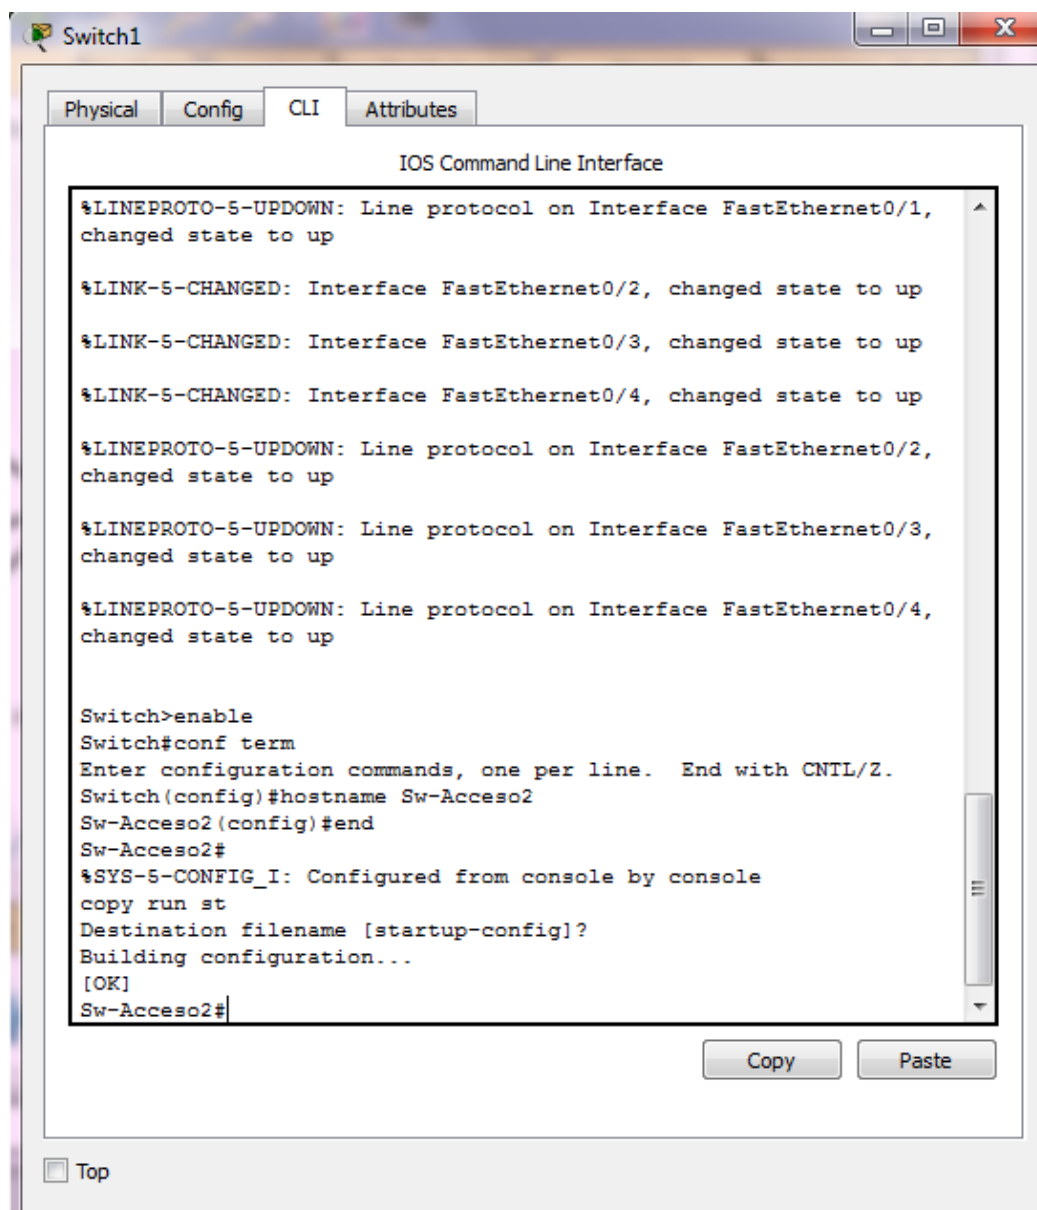 Switch1
Physical Config CLI Attributes
IOS Command Line Interface
%LINEPROTO-5-UPDOWN: Line protocol on Interface FastEthernet0/1,
changed state to up
%LINK-5-CHANGED: Interface FastEthernet0/2, changed state to up
%LINK-5-CHANGED: Interface FastEthernet0/3, changed state to up
%LINK-5-CHANGED: Interface FastEthernet0/4, changed state to up
%LINEPROTO-5-UPDOWN: Line protocol on Interface FastEthernet0/2,
changed state to up
%LINEPROTO-5-UPDOWN: Line protocol on Interface FastEthernet0/3,
changed state to up
%LINEPROTO-5-UPDOWN: Line protocol on Interface FastEthernet0/4,
changed state to up
Switch>enable
Switch#conf term
Enter configuration commands, one per line.  End with CNTL/Z.
Switch(config)#hostname Sw-Acceso2
Sw-Acceso2(config)#end
Sw-Acceso2#
%SYS-5-CONFIG_I: Configured from console by console
copy run st
Destination filename [startup-config]?
Building configuration...
[OK]
Sw-Acceso2#
Copy Paste
Top